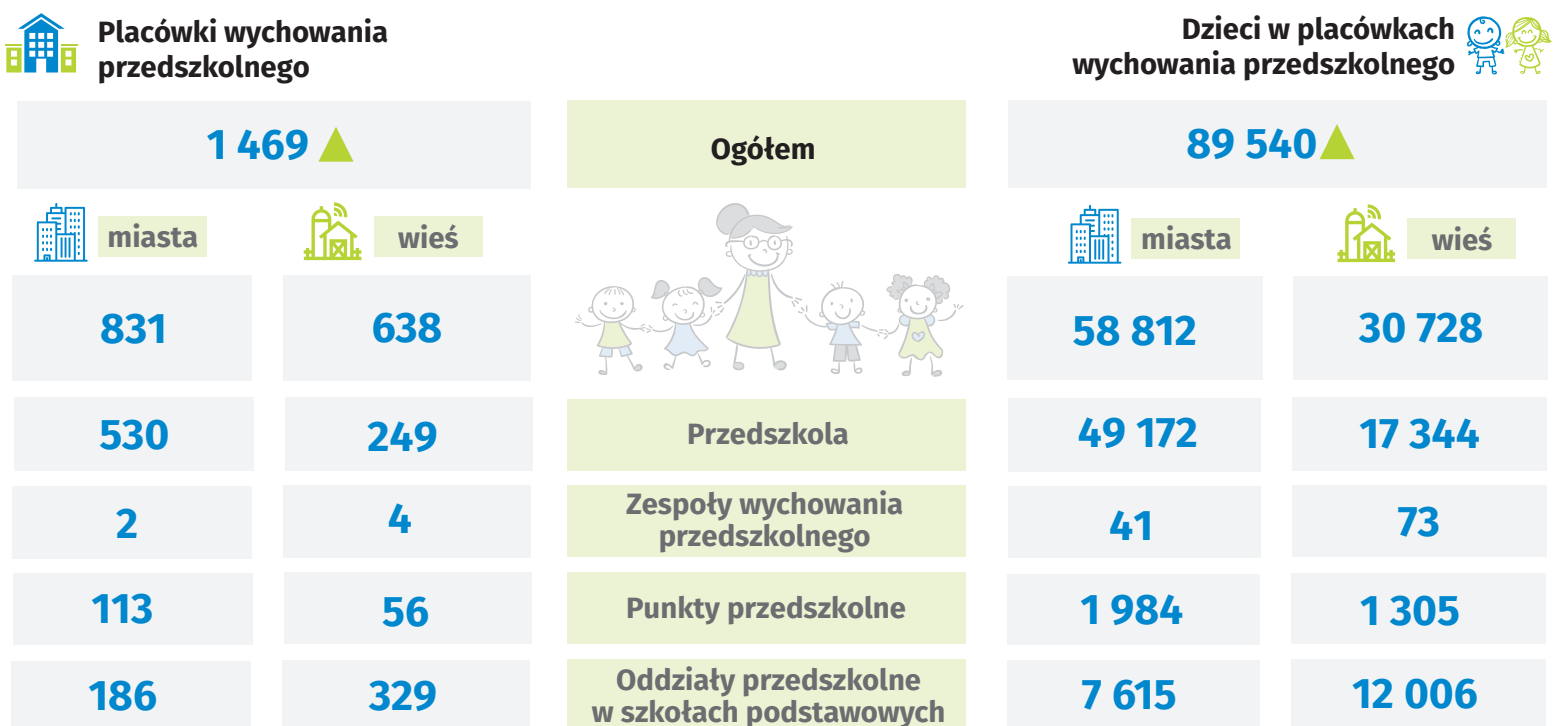 Placówki wychowania
przedszkolnego
Dzieci w placówkach
wychowania przedszkolnego
1 469
Ogółem
89 540
miasta
wieś
miasta
wieś
831
638
58 812
30 728
530
249
Przedszkola
49 172
17 344
2
4
Zespoły wychowania
przedszkolnego
41
73
113
56
Punkty przedszkolne
1 984
1 305
186
329
Oddziały przedszkolne
w szkołach podstawowych
7 615
12 006